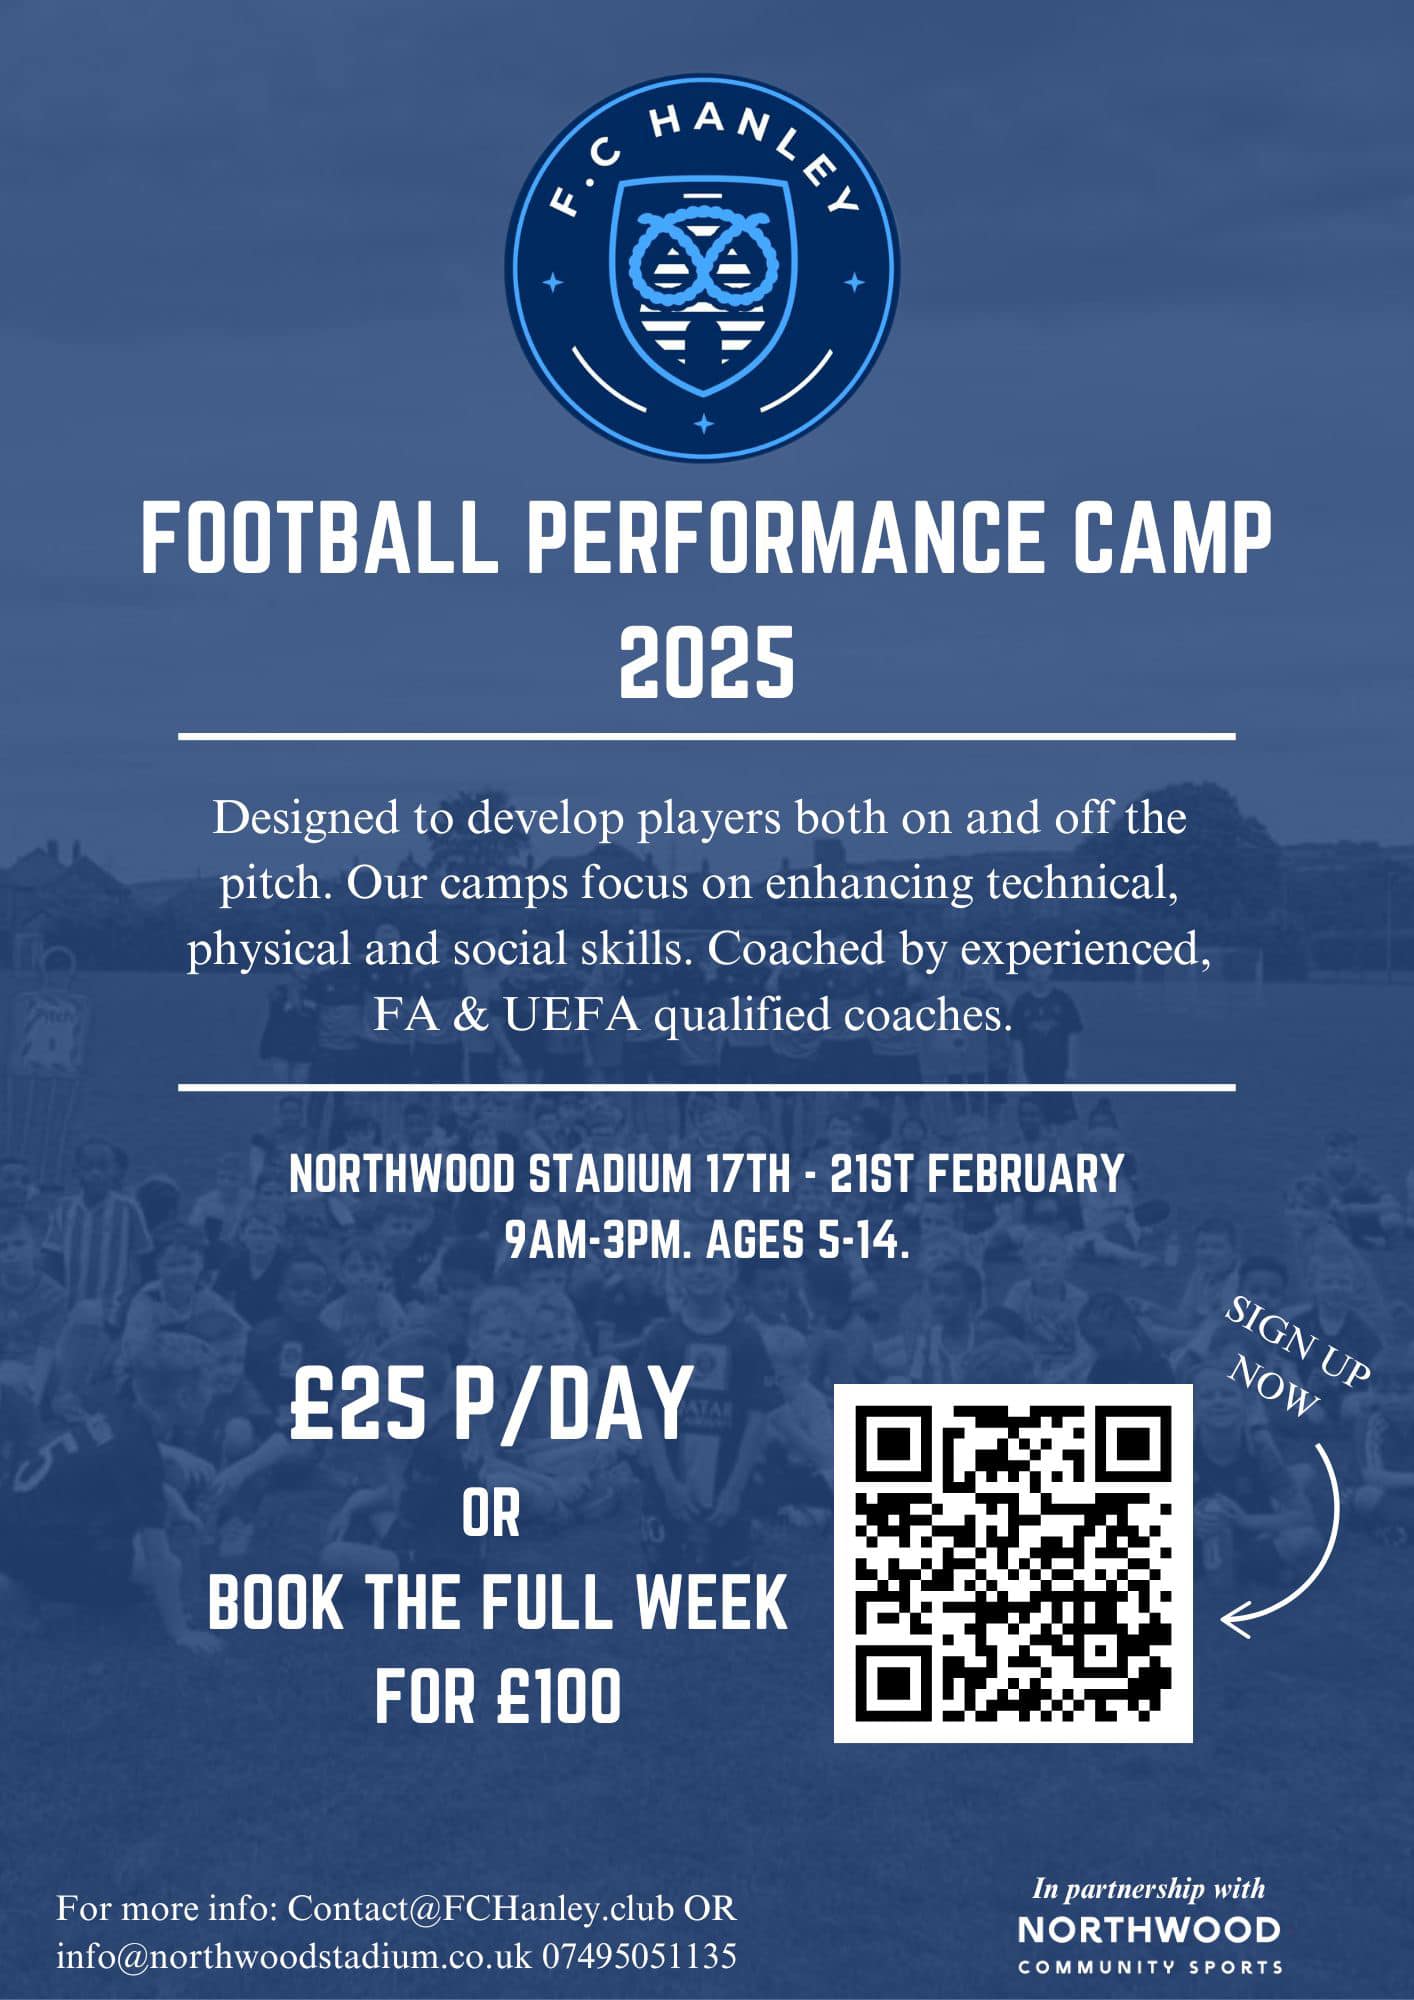 F.C HANLEY
FOOTBALL PERFORMANCE CAMP
2025
Designed to develop players both on and off the
pitch. Our camps focus on enhancing technical,
physical and social skills. Coached by experienced,
FA & UEFA qualified coaches.
NORTHWOOD STADIUM 17TH - 21ST FEBRUARY
9AM-3PM. AGES 5-14.
£25 P/DAY
OR
BOOK THE FULL WEEK
FOR £100
SIGN UP
NOW
For more info: Contact@FCHanley.club OR
info@northwoodstadium.co.uk 07495051135
In partnership with
NORTHWOOD
COMMUNITY SPORTS